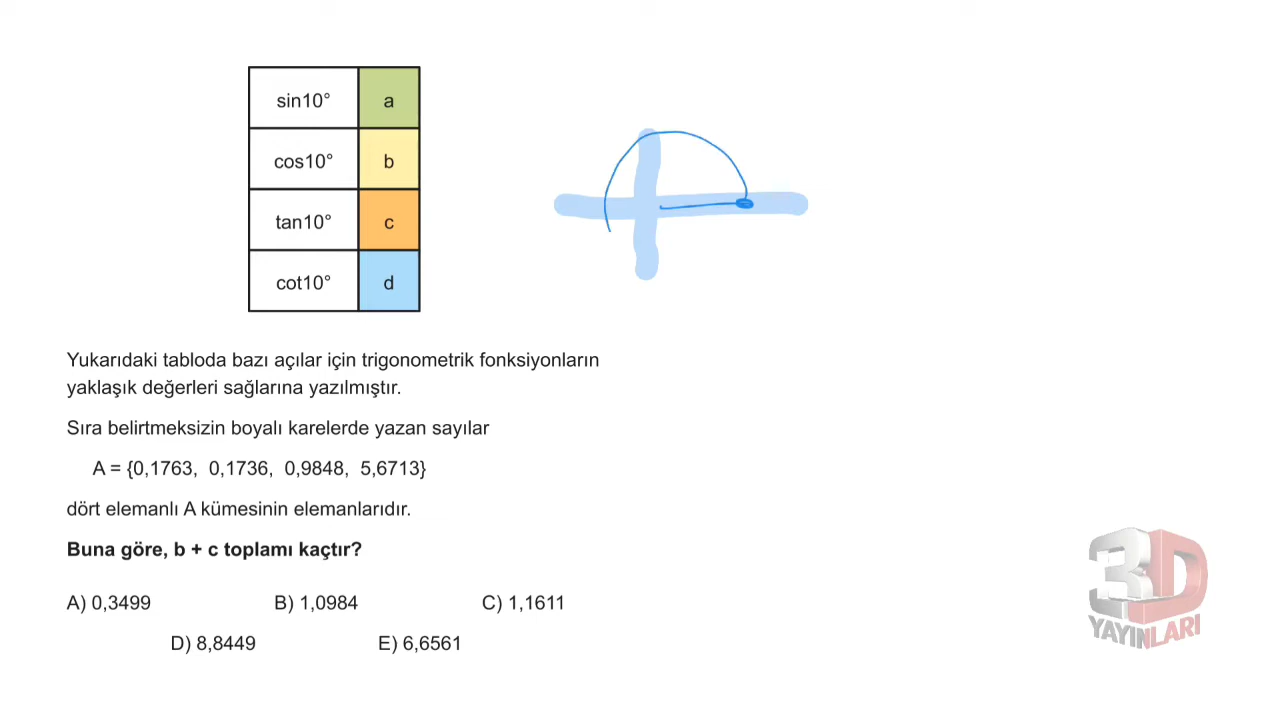 sin10° a
cos10° b
tan10° c
cot10° d
Yukarıdaki tabloda bazı açılar için trigonometrik fonksiyonların
yaklaşık değerleri sağlarına yazılmıştır.
Sıra belirtmeksizin boyalı karelerde yazan sayılar
A = {0,1763, 0,1736, 0,9848, 5,6713}
dört elemanlı A kümesinin elemanlarıdır.
Buna göre, b + c toplamı kaçtır?
A) 0,3499 B) 1,0984 C) 1,1611
D) 8,8449 E) 6,6561
3D
YAYINLARI